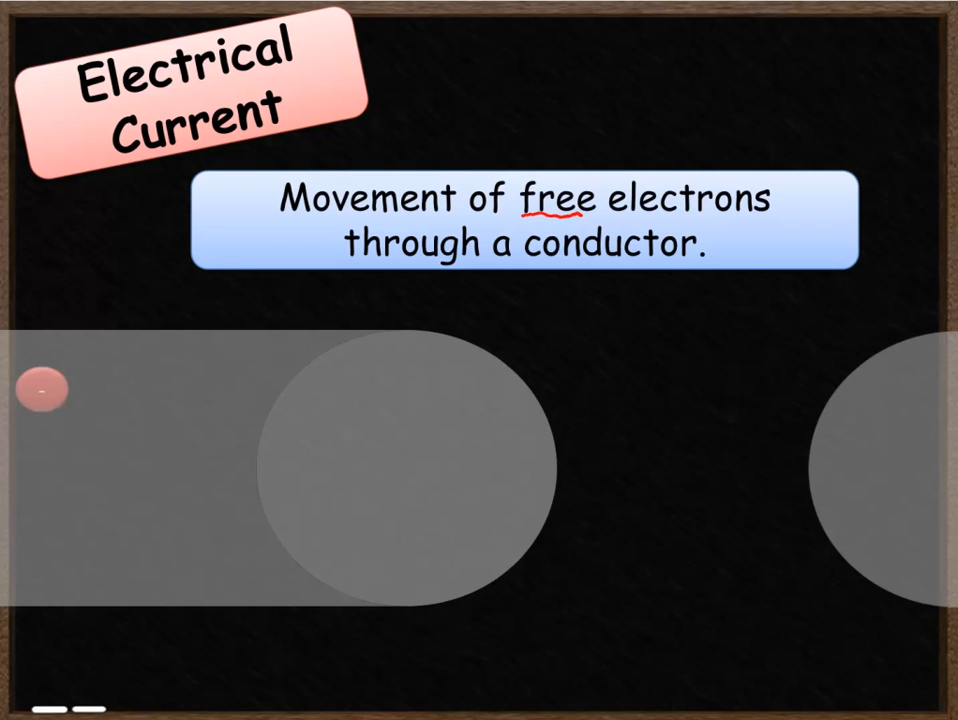 Electrical
Current
Movement of free electrons
through a conductor.
-